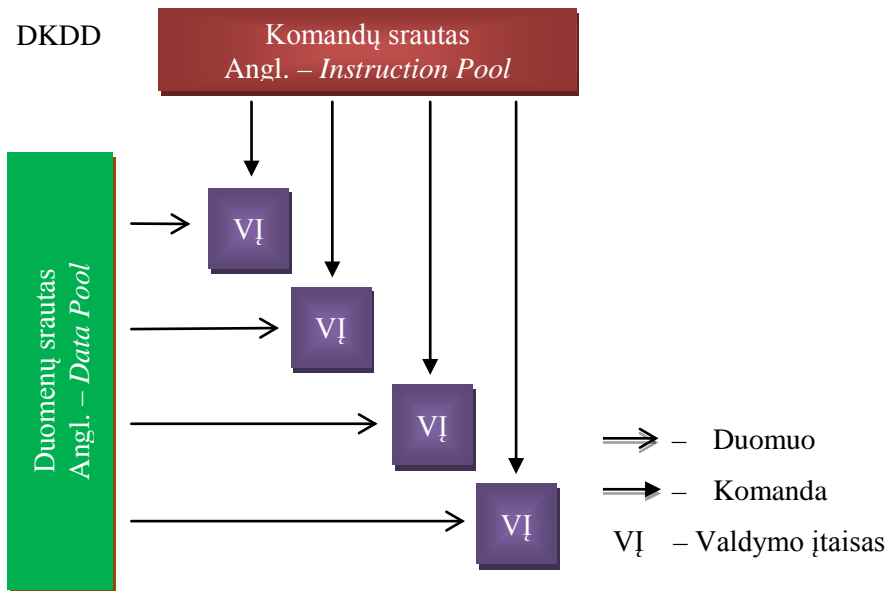 DKDD
Komandų srautas
Angl. – Instruction Pool
Duomenų srautas
Angl. – Data Pool
VĮ
VĮ
VĮ
VĮ
– Duomuo
– Komanda
VĮ – Valdymo įtaisas